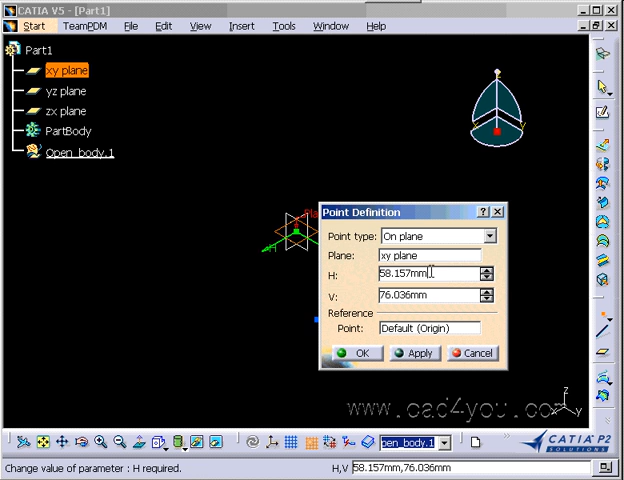 CATIA V5 - [Part1]
Start TeamPDM File Edit View Insert Tools Window Help
Part1
xy plane
yz plane
zx plane
PartBody
Open_body.1
Z
Y
H
Point Definition
Point type: On plane
Plane: xy plane
H: 58.157mm
V: 76.036mm
Reference
Point: Default (Origin)
OK Apply Cancel
www.cad4you.com
Z
x Y
pen_body.1
CATIA P2
SOLUTIONS
Change value of parameter : H required.
H,V 58.157mm,76.036mm